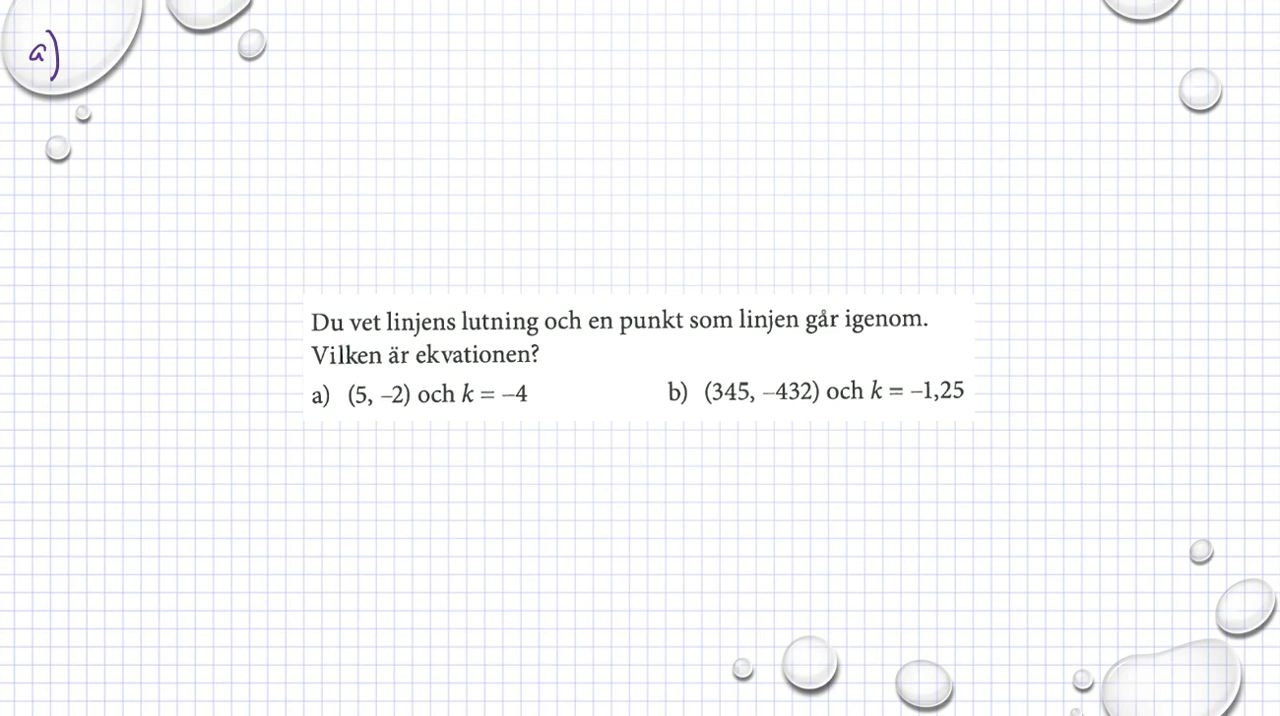 a)
Du vet linjens lutning och en punkt som linjen går igenom.
Vilken är ekvationen?
a) (5, –2) och k = –4 b) (345, –432) och k = –1,25